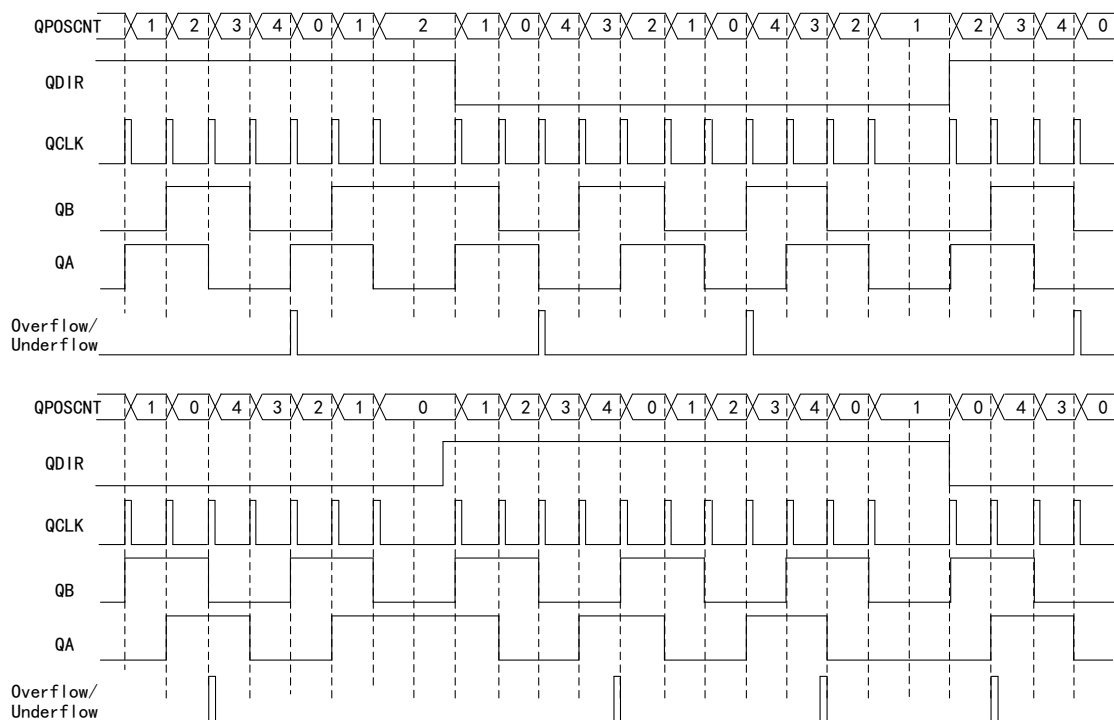 QPOSCNT 1 2 3 4 0 1 2 1 0 4 3 2 1 0 4 3 2 1 2 3 4 0
QDIR
QCLK
QB
QA
Overflow/
Underflow
QPOSCNT 1 0 4 3 2 1 0 1 2 3 4 0 1 2 3 4 0 1 0 4 3 0
QDIR
QCLK
QB
QA
Overflow/
Underflow